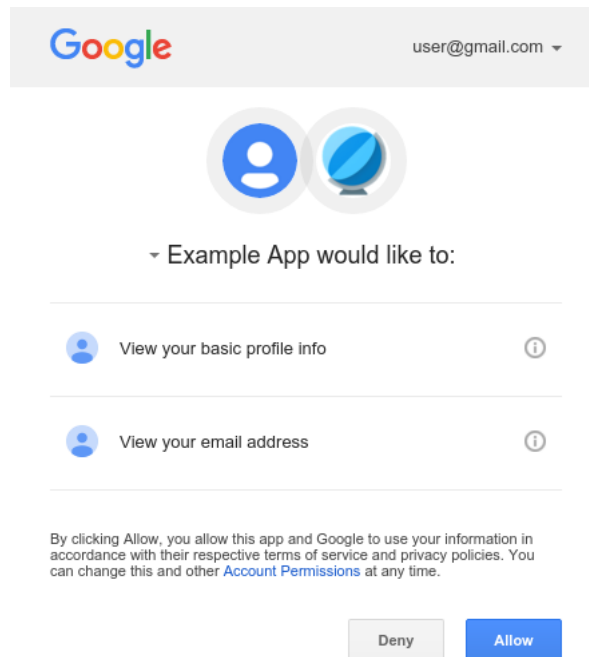 Google
user@gmail.com
Example App would like to:
View your basic profile info
View your email address
By clicking Allow, you allow this app and Google to use your information in
accordance with their respective terms of service and privacy policies. You
can change this and other Account Permissions at any time.
Deny
Allow